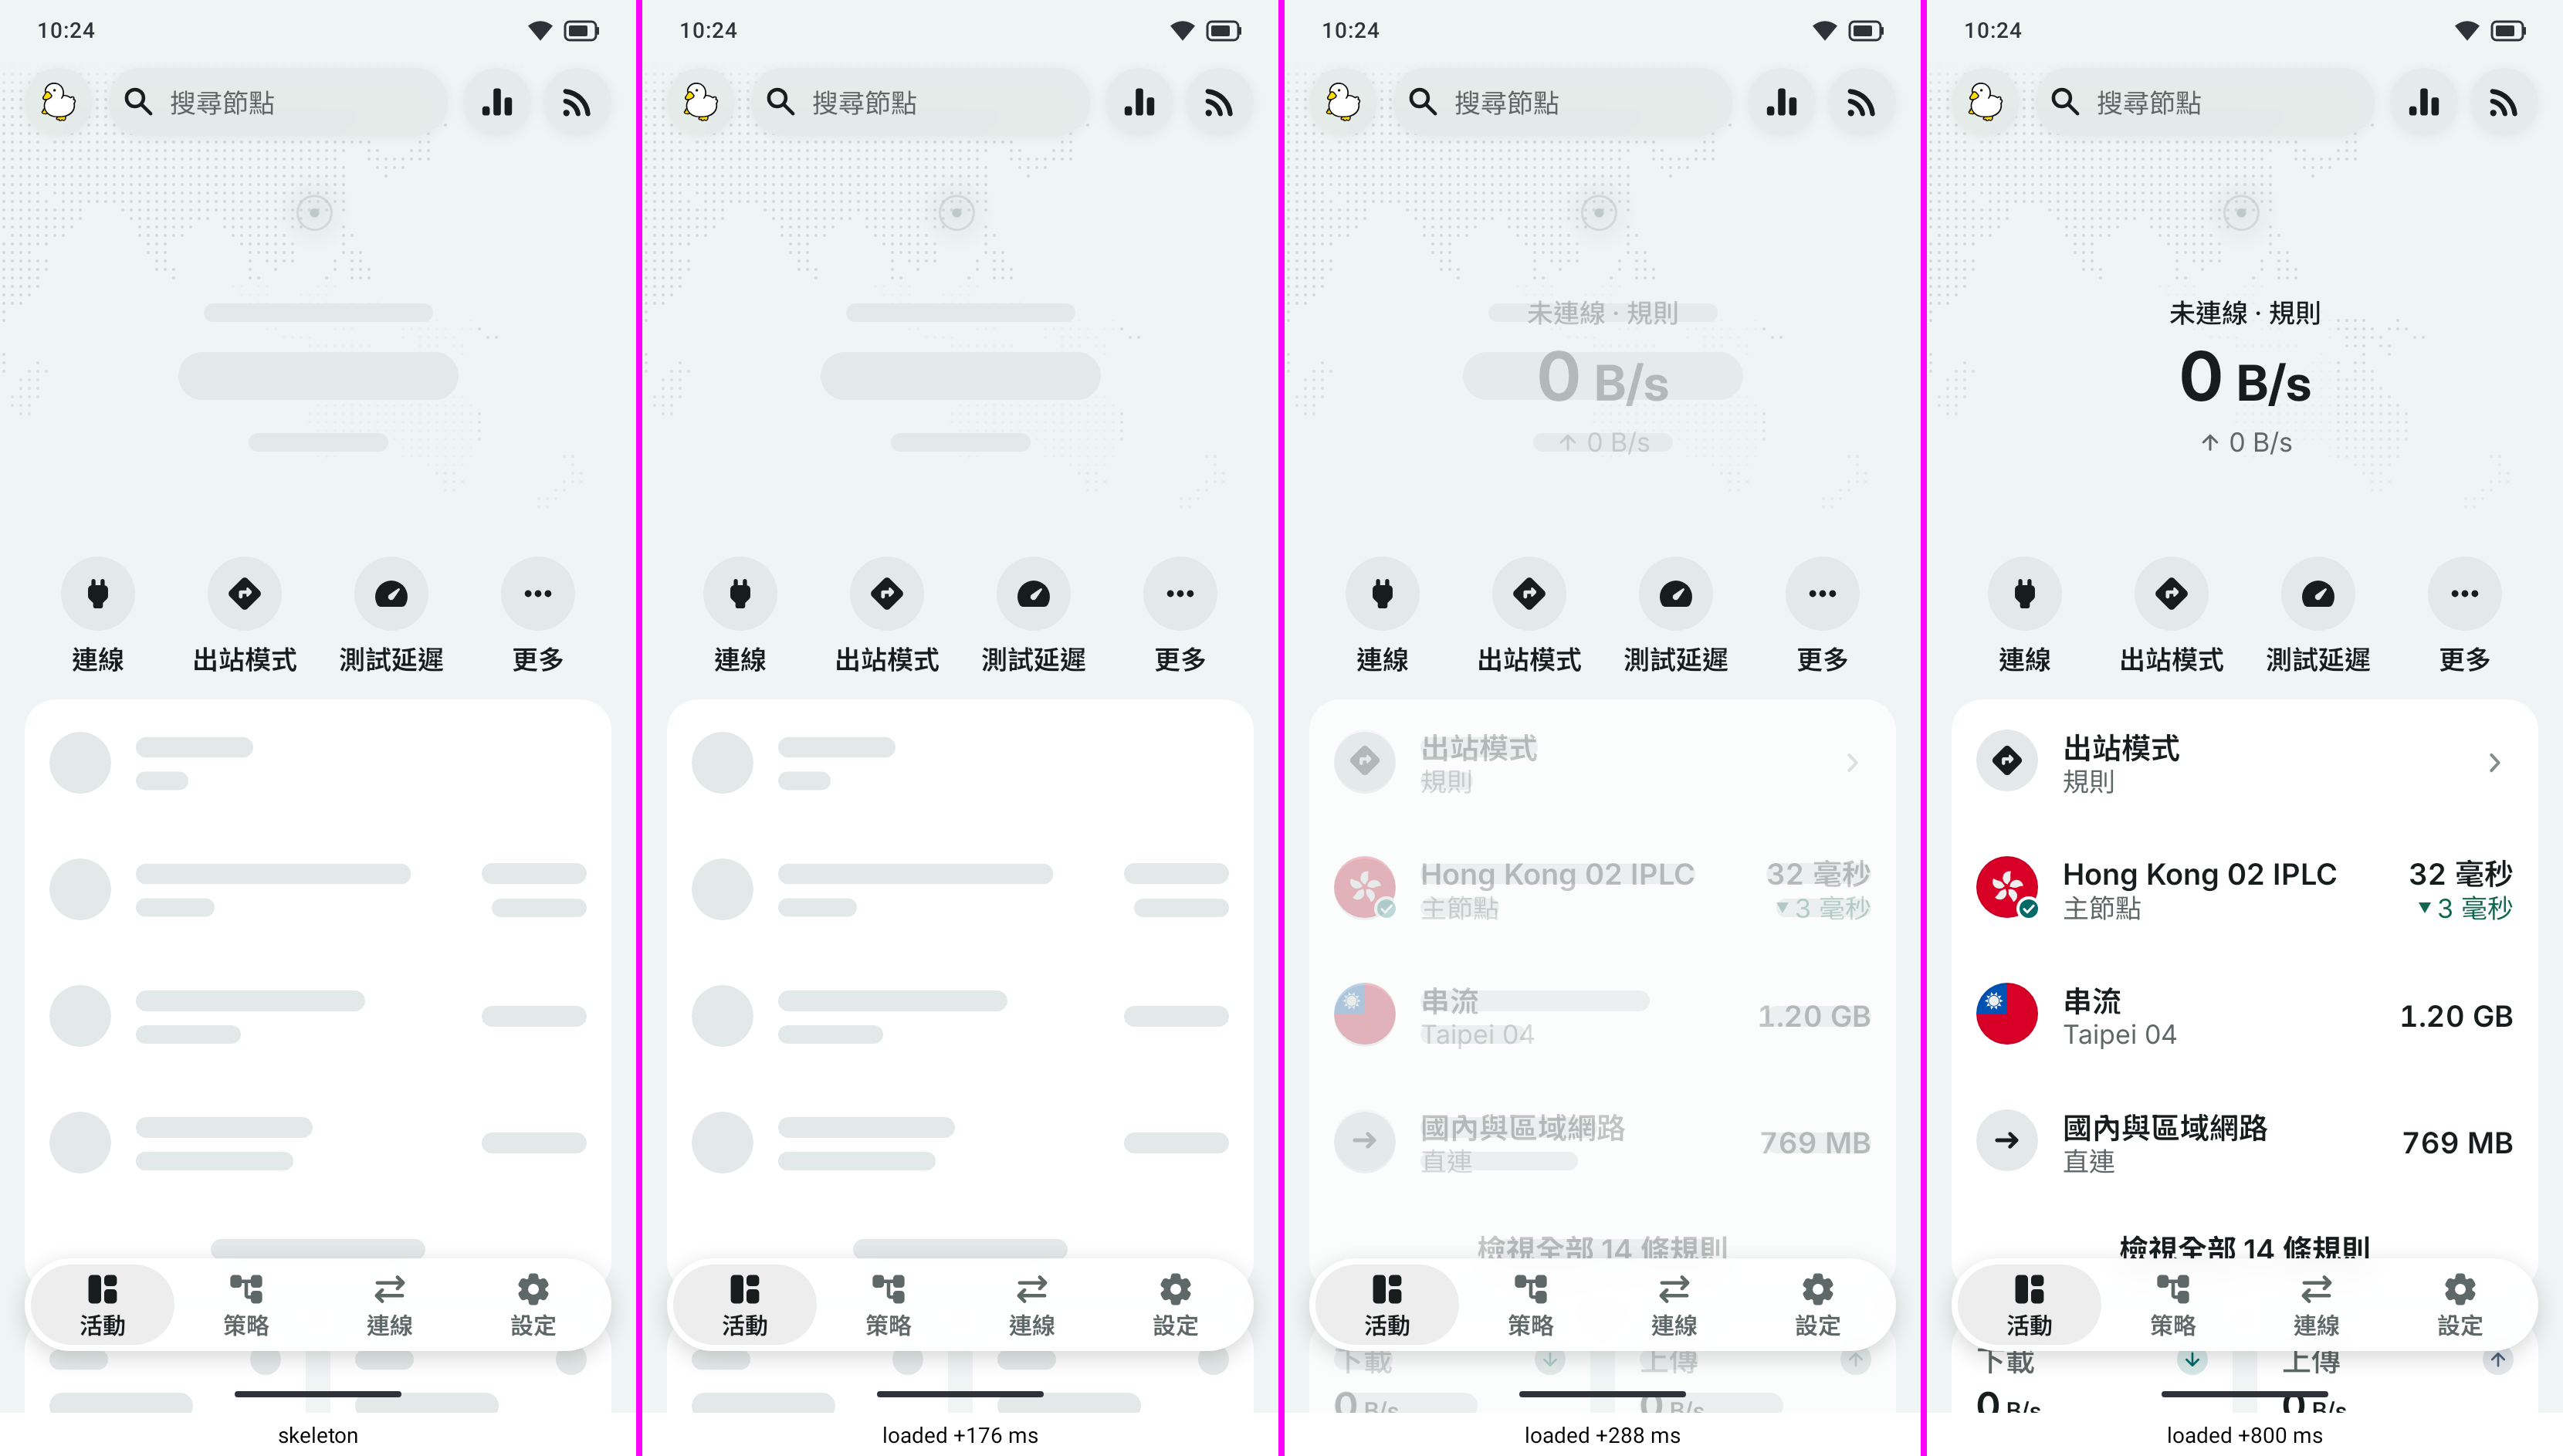 10:24
搜尋節點
連線
出站模式
測試延遲
更多
活動
策略
連線
設定
skeleton
10:24
搜尋節點
連線
出站模式
測試延遲
更多
活動
策略
連線
設定
loaded +176 ms
10:24
搜尋節點
未連線 · 規則
0 B/s
↑ 0 B/s
連線
出站模式
測試延遲
更多
出站模式
規則
Hong Kong 02 IPLC
32 毫秒
主節點
▼3 毫秒
串流
Taipei 04
1.20 GB
國內與區域網路
直連
769 MB
檢視全部 14 條規則
活動
策略
連線
設定
下載
上傳
0 B/s
0 B/s
loaded +288 ms
10:24
搜尋節點
未連線 · 規則
0 B/s
↑ 0 B/s
連線
出站模式
測試延遲
更多
出站模式
規則
Hong Kong 02 IPLC
32 毫秒
主節點
▼3 毫秒
串流
Taipei 04
1.20 GB
國內與區域網路
直連
769 MB
檢視全部 14 條規則
活動
策略
連線
設定
下載
上傳
0 B/s
0 B/s
loaded +800 ms